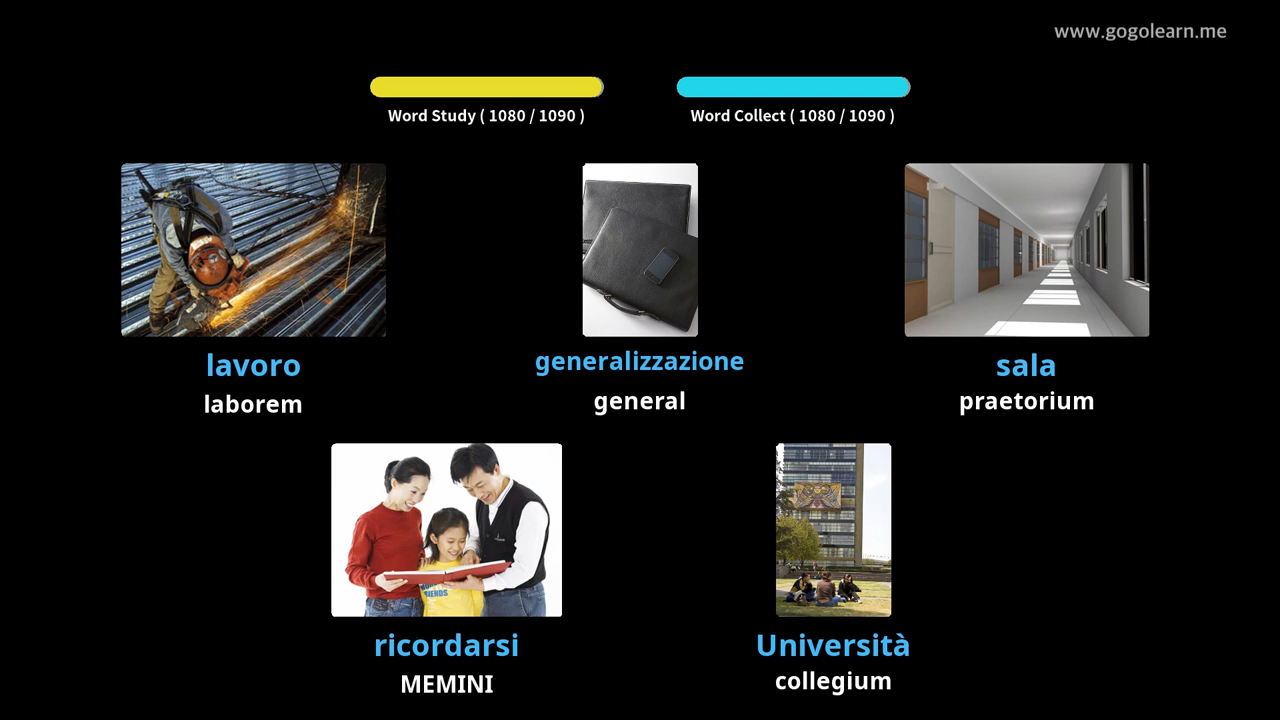 www.gogolearn.me
Word Study ( 1080 / 1090 )
Word Collect ( 1080 / 1090 )
lavoro
laborem
generalizzazione
general
sala
praetorium
ricordarsi
MEMINI
Università
collegium